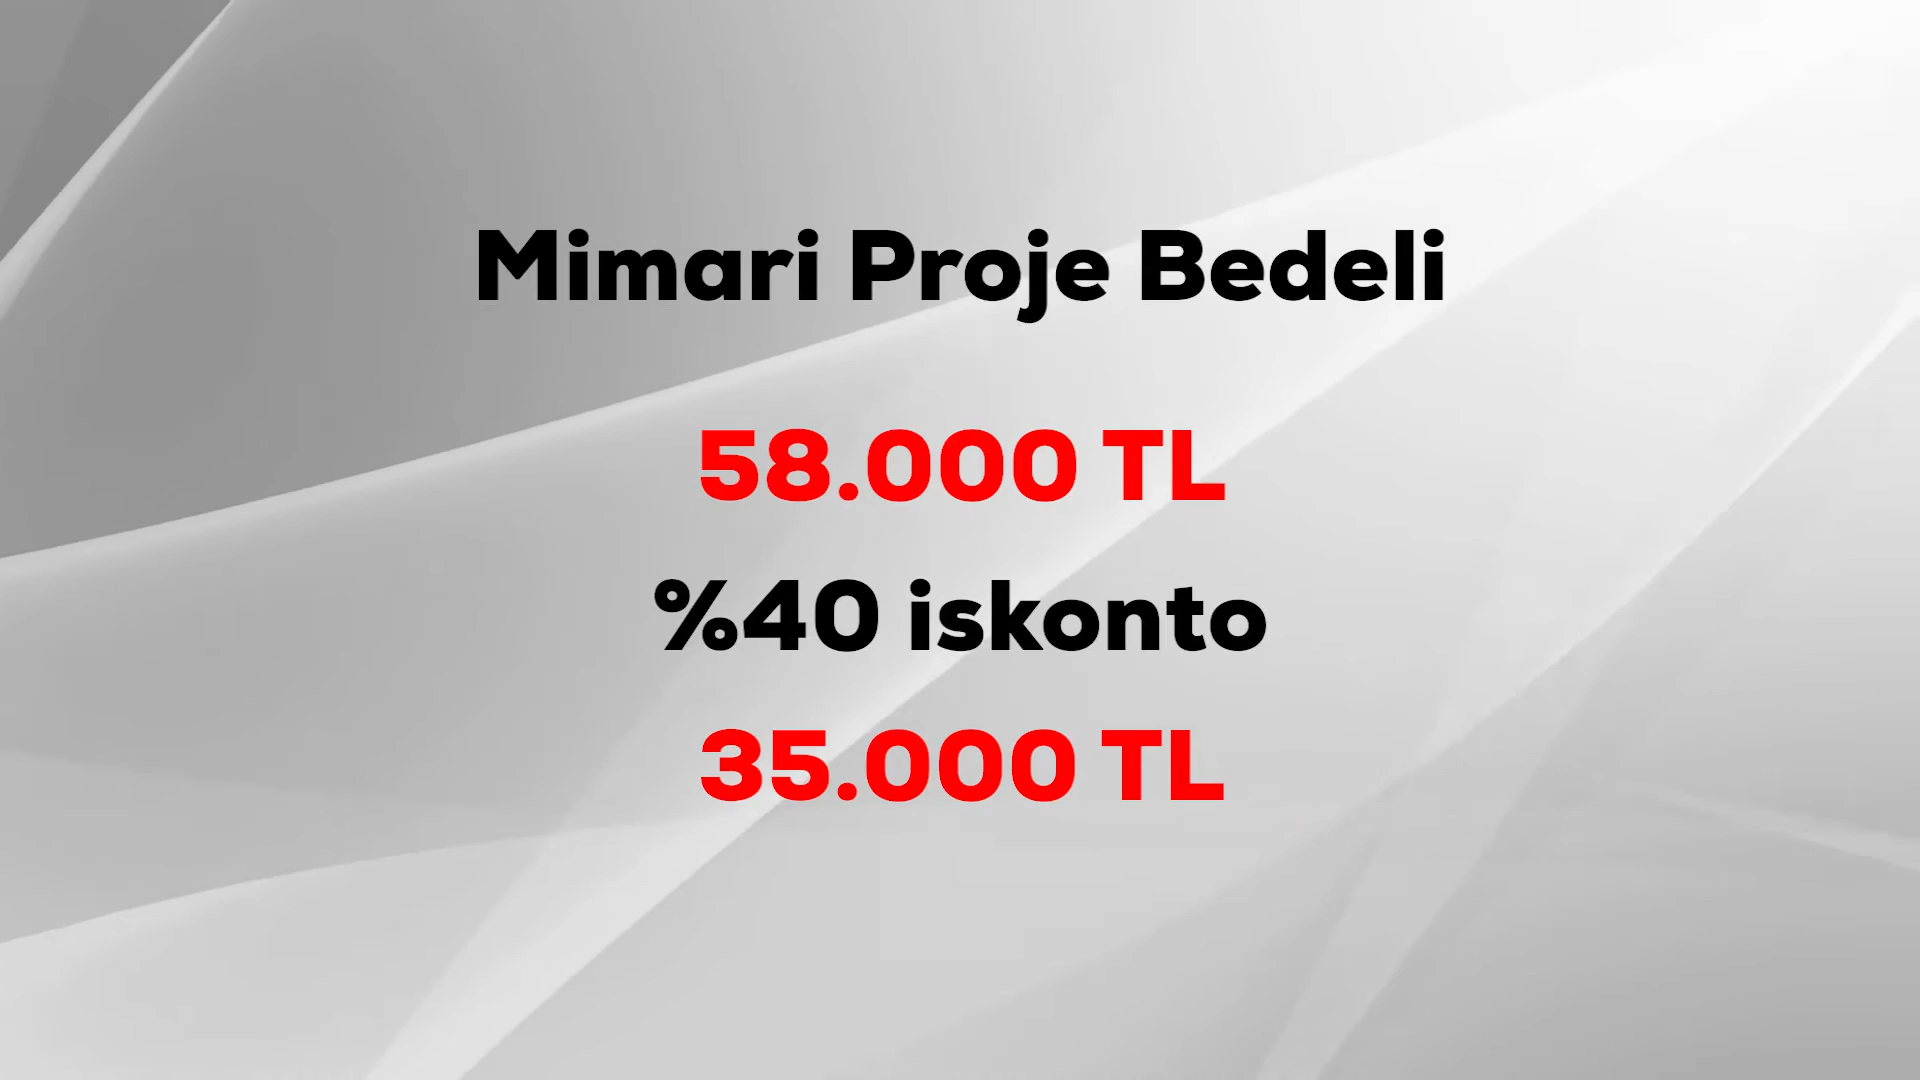 Mimari Proje Bedeli
58.000 TL
%40 iskonto
35.000 TL